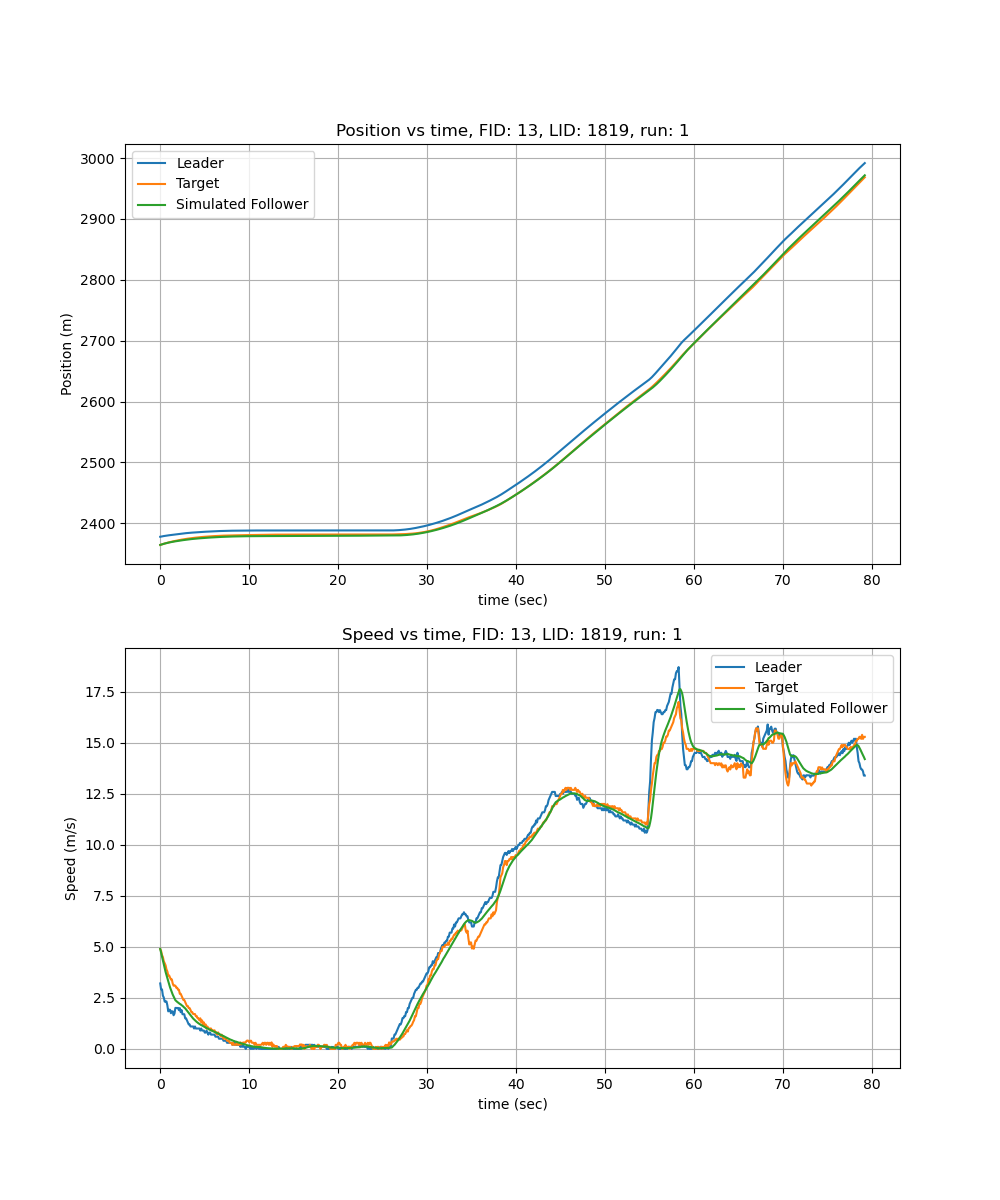 Position vs time, FID: 13, LID: 1819, run: 1
Leader
Target
Simulated Follower
3000
2900
2800
2700
2600
2500
2400
Position (m)
0 10 20 30 40 50 60 70 80
time (sec)
Speed vs time, FID: 13, LID: 1819, run: 1
Leader
Target
Simulated Follower
17.5
15.0
12.5
10.0
7.5
5.0
2.5
0.0
Speed (m/s)
0 10 20 30 40 50 60 70 80
time (sec)